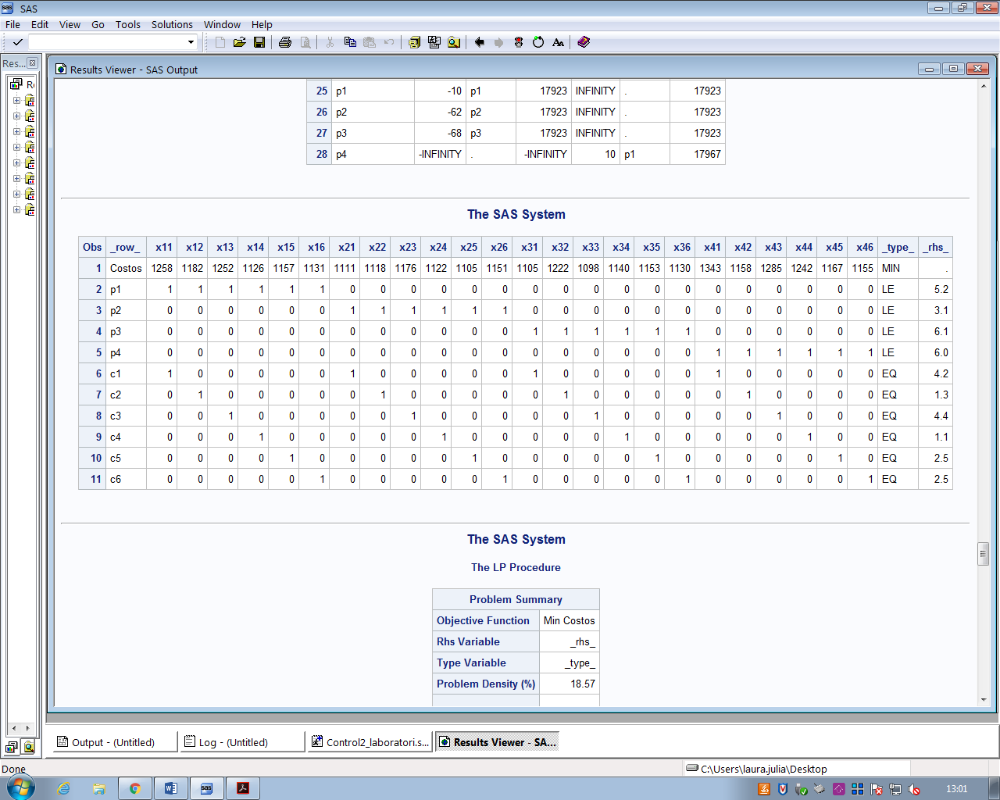 SAS
File Edit View Go Tools Solutions Window Help
Res...
Results Viewer - SAS Output
25 p1 -10 p1 17923 INFINITY . 17923
26 p2 -62 p2 17923 INFINITY . 17923
27 p3 -68 p3 17923 INFINITY . 17923
28 p4 -INFINITY . -INFINITY 10 p1 17967
The SAS System
Obs _row_ x11 x12 x13 x14 x15 x16 x21 x22 x23 x24 x25 x26 x31 x32 x33 x34 x35 x36 x41 x42 x43 x44 x45 x46 _type_ _rhs_
1 Costos 1258 1182 1252 1126 1157 1131 1111 1118 1176 1122 1105 1151 1105 1222 1098 1140 1153 1130 1343 1158 1285 1242 1167 1155 MIN .
2 p1 1 1 1 1 1 1 0 0 0 0 0 0 0 0 0 0 0 0 0 0 0 0 0 0 LE 5.2
3 p2 0 0 0 0 0 0 1 1 1 1 1 1 0 0 0 0 0 0 0 0 0 0 0 0 LE 3.1
4 p3 0 0 0 0 0 0 0 0 0 0 0 0 1 1 1 1 1 1 0 0 0 0 0 0 LE 6.1
5 p4 0 0 0 0 0 0 0 0 0 0 0 0 0 0 0 0 0 0 1 1 1 1 1 1 LE 6.0
6 c1 1 0 0 0 0 0 1 0 0 0 0 0 1 0 0 0 0 0 1 0 0 0 0 0 EQ 4.2
7 c2 0 1 0 0 0 0 0 1 0 0 0 0 0 1 0 0 0 0 0 1 0 0 0 0 EQ 1.3
8 c3 0 0 1 0 0 0 0 0 1 0 0 0 0 0 1 0 0 0 0 0 1 0 0 0 EQ 4.4
9 c4 0 0 0 1 0 0 0 0 0 1 0 0 0 0 0 1 0 0 0 0 0 1 0 0 EQ 1.1
10 c5 0 0 0 0 1 0 0 0 0 0 1 0 0 0 0 0 1 0 0 0 0 0 1 0 EQ 2.5
11 c6 0 0 0 0 0 1 0 0 0 0 0 1 0 0 0 0 0 1 0 0 0 0 0 1 EQ 2.5
The SAS System
The LP Procedure
Problem Summary
Objective Function Min Costos
Rhs Variable _rhs_
Type Variable _type_
Problem Density (%) 18.57
Output - (Untitled) Log - (Untitled) Control2_laboratori.s... Results Viewer - SA...
Done C:\Users\laura.julia\Desktop
13:01